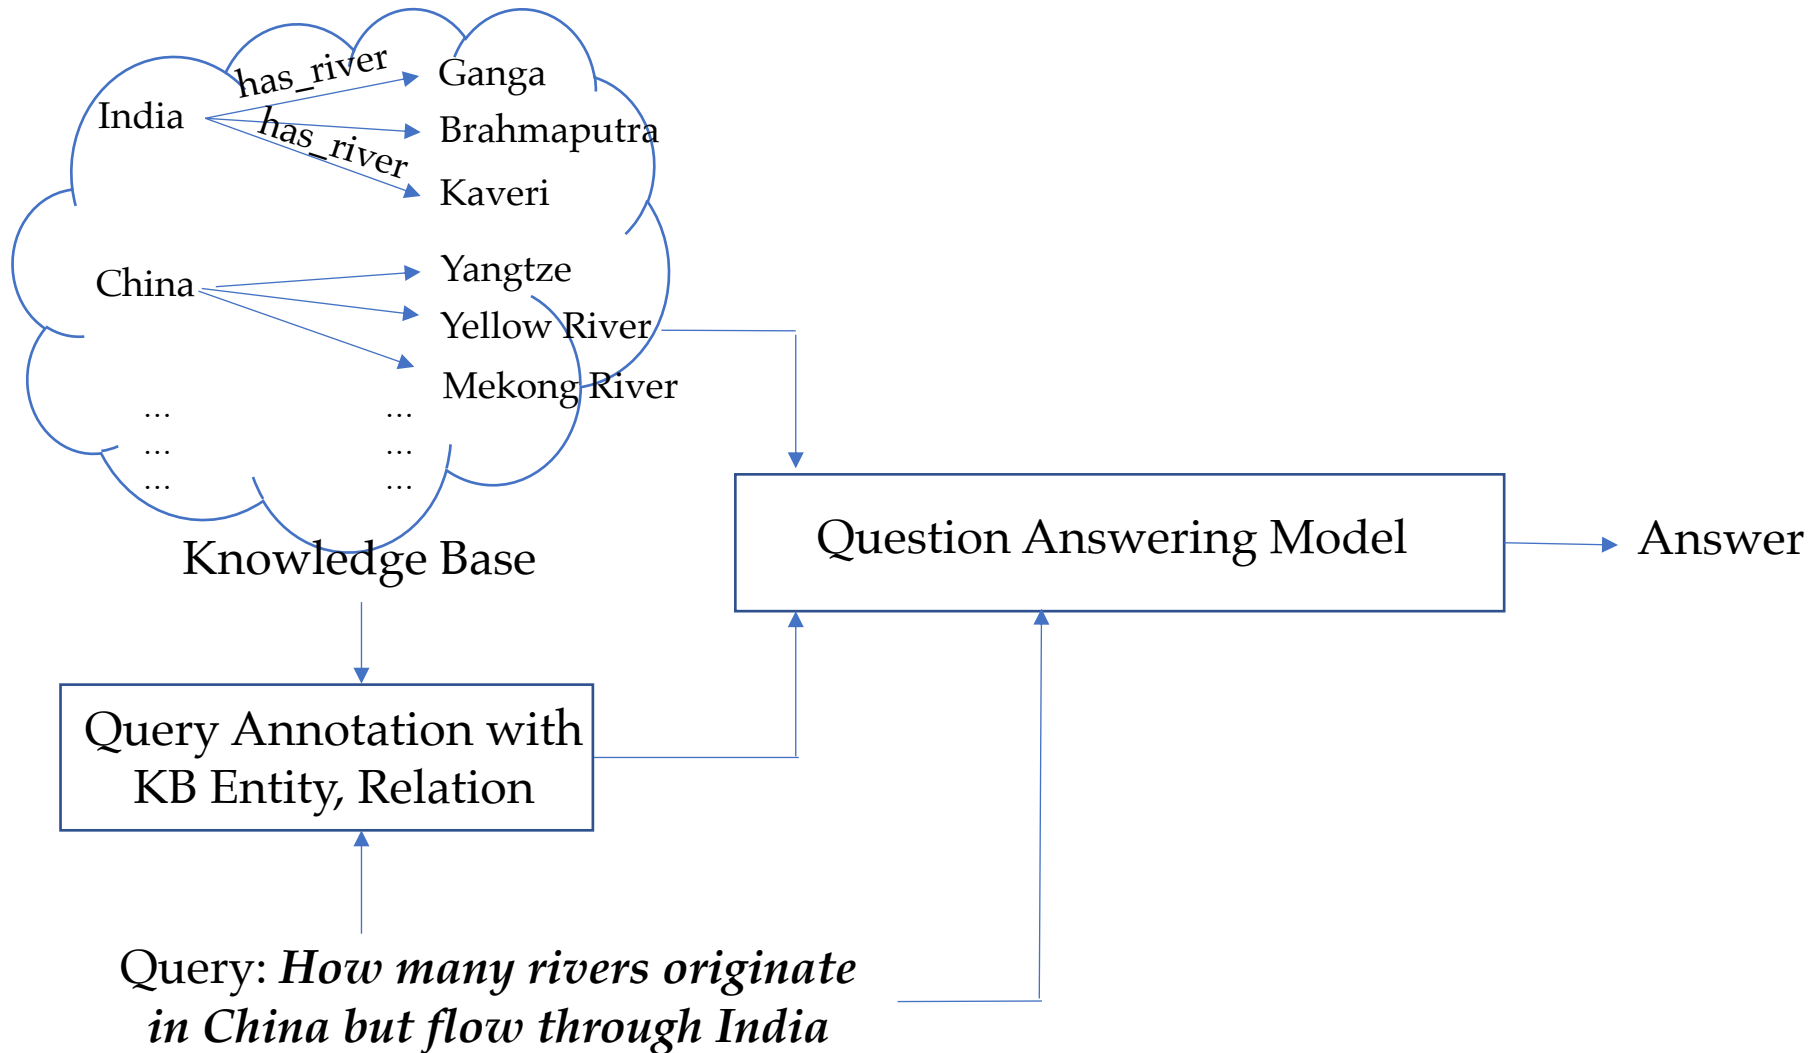 has_river
Ganga
India
Brahmaputra
has_river
Kaveri
Yangtze
China
Yellow River
Mekong River
... ...
... ...
... ...
Knowledge Base
Question Answering Model
Answer
Query Annotation with
KB Entity, Relation
Query: How many rivers originate
in China but flow through India